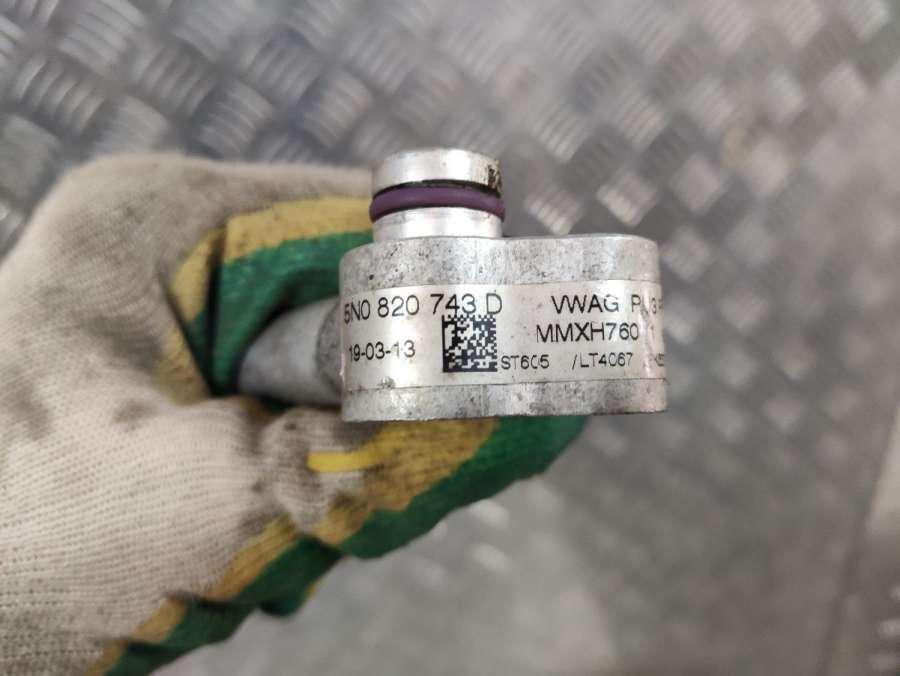 5N0 820 743 D VWAG
19-03-13 MMXH760
ST605 /LT4067